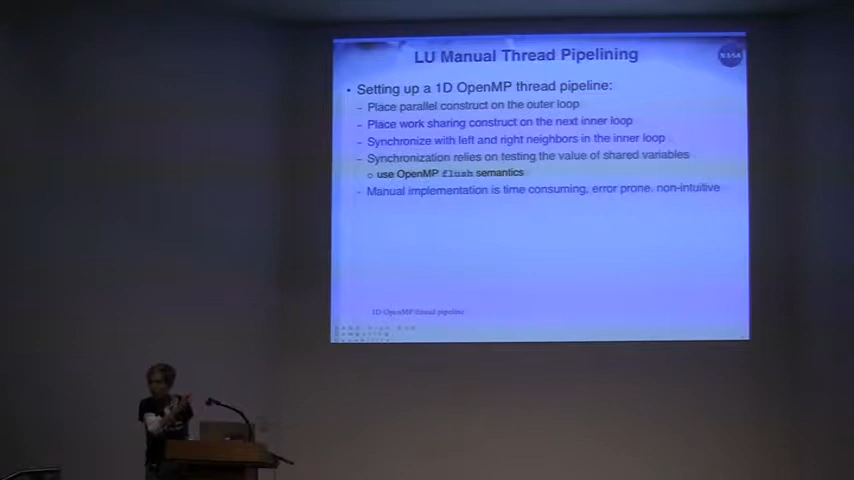 LU Manual Thread Pipelining
NASA
• Setting up a 1D OpenMP thread pipeline:
– Place parallel construct on the outer loop
– Place work sharing construct on the next inner loop
– Synchronize with left and right neighbors in the inner loop
– Synchronization relies on testing the value of shared variables
o use OpenMP flush semantics
– Manual implementation is time consuming, error prone, non-intuitive
1D OpenMP thread pipeline